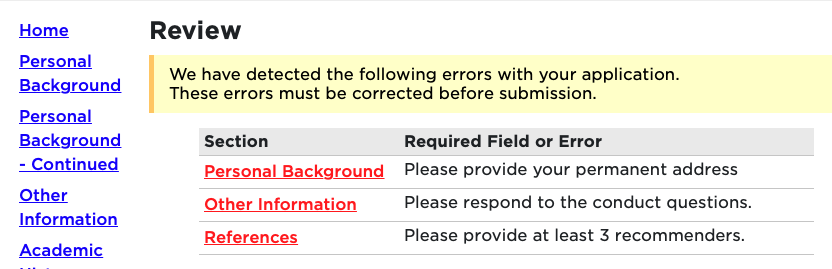 Home
Personal
Background
Personal
Background
- Continued
Other
Information
Academic
Review
We have detected the following errors with your application.
These errors must be corrected before submission.
Section Required Field or Error
Personal Background Please provide your permanent address
Other Information Please respond to the conduct questions.
References Please provide at least 3 recommenders.